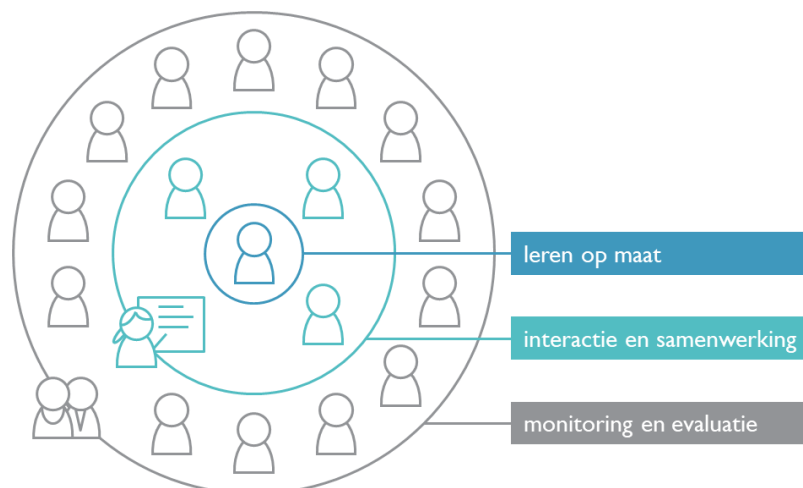 leren op maat
interactie en samenwerking
monitoring en evaluatie